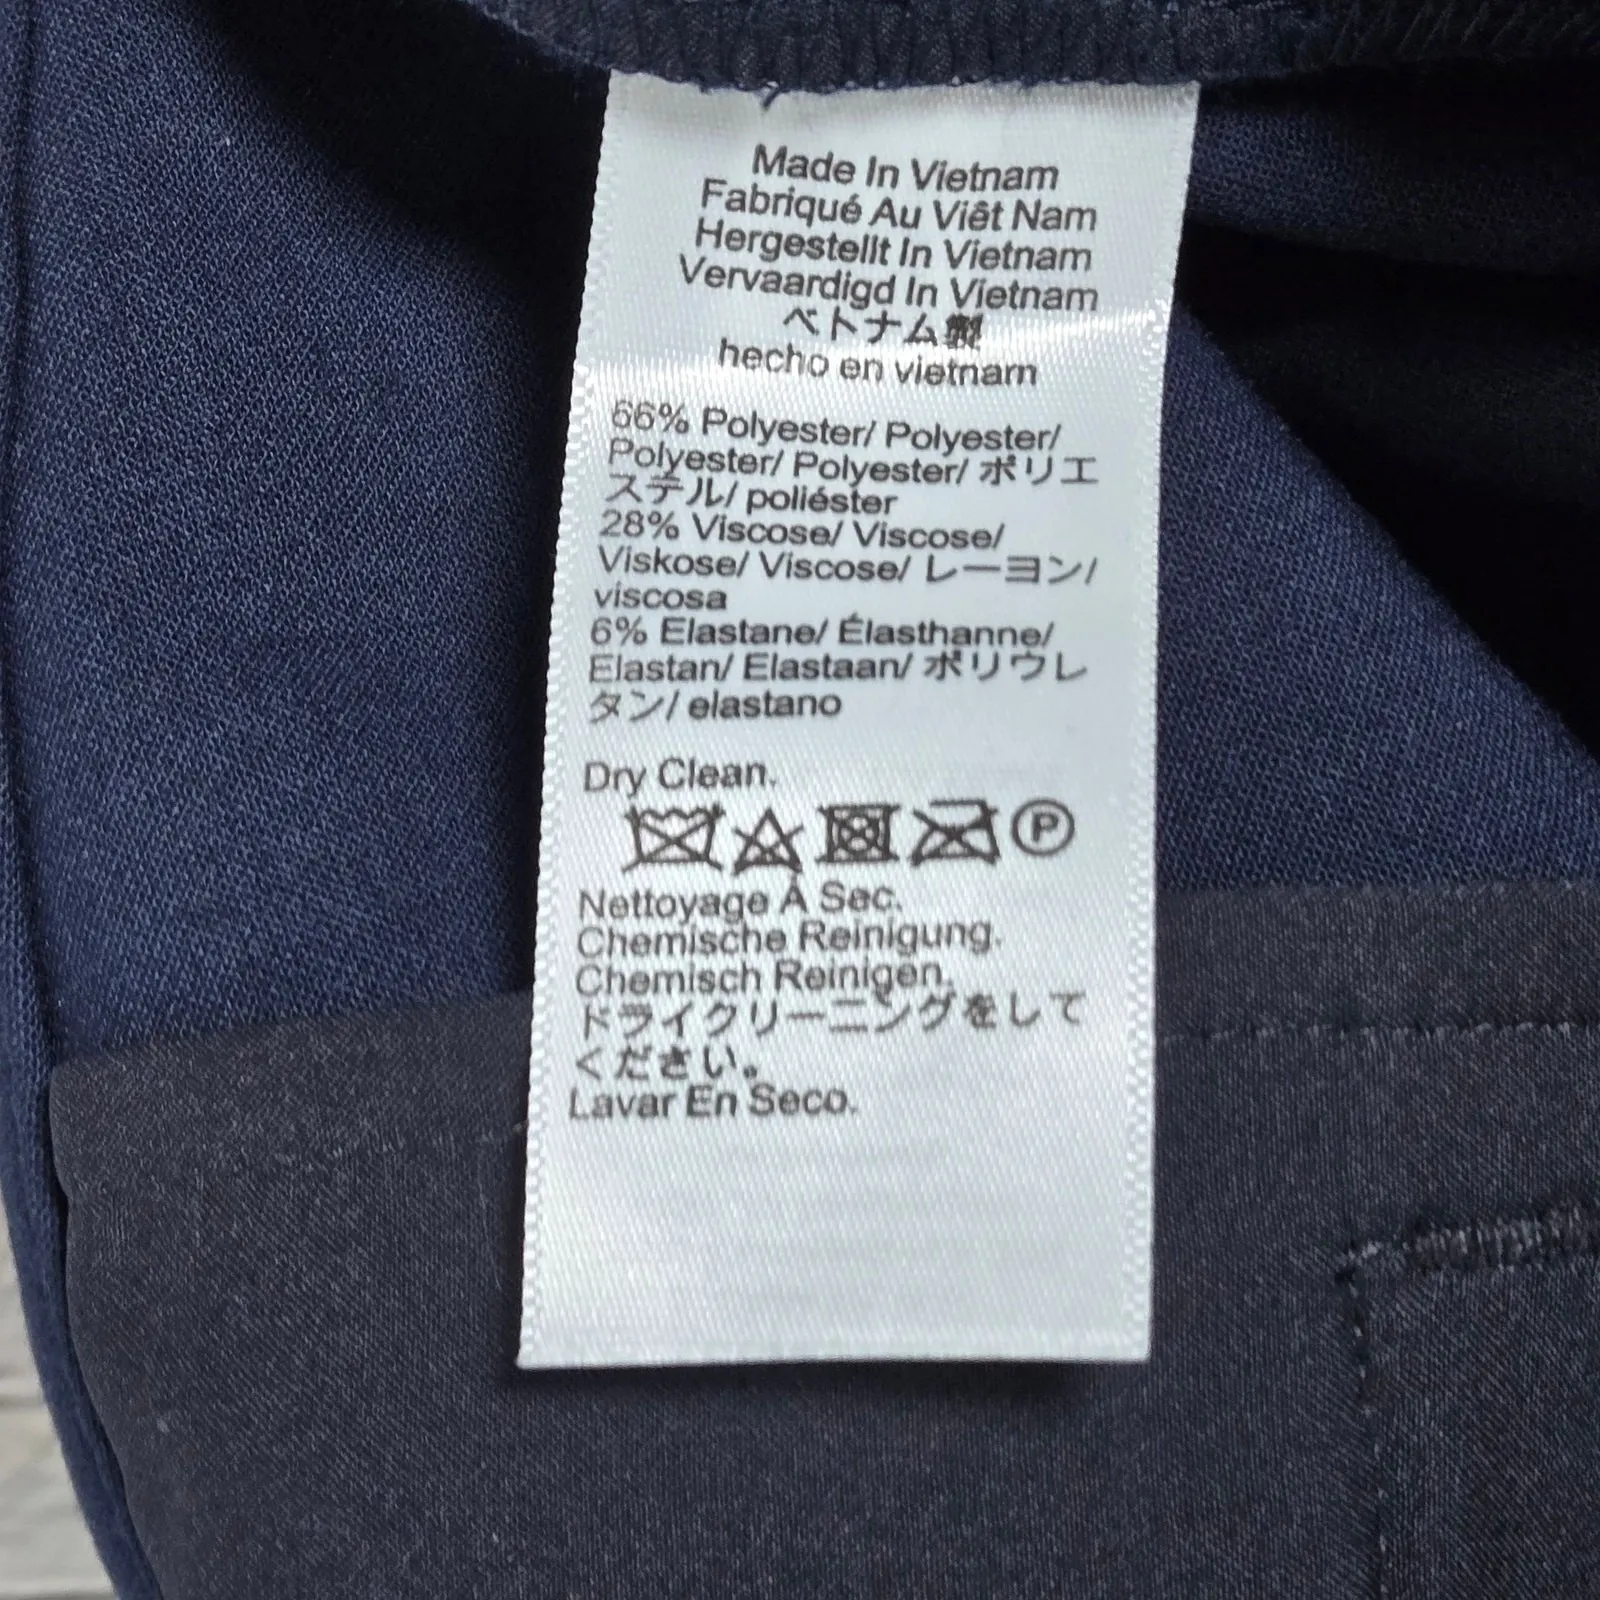 Made In Vietnam
Fabriqué Au Viêt Nam
Hergestellt In Vietnam
Vervaardigd In Vietnam
ベトナム製
hecho en vietnam
66% Polyester/ Polyester/
Polyester/ Polyester/ ポリエ
ステル/ poliéster
28% Viscose/ Viscose/
Viskose/ Viscose/ レーヨン/
viscosa
6% Elastane/ Élasthanne/
Elastan/ Elastaan/ ポリウレ
タン/ elastano
Dry Clean.
P
Nettoyage À Sec.
Chemische Reinigung.
Chemisch Reinigen.
ドライクリーニングをして
ください。
Lavar En Seco.